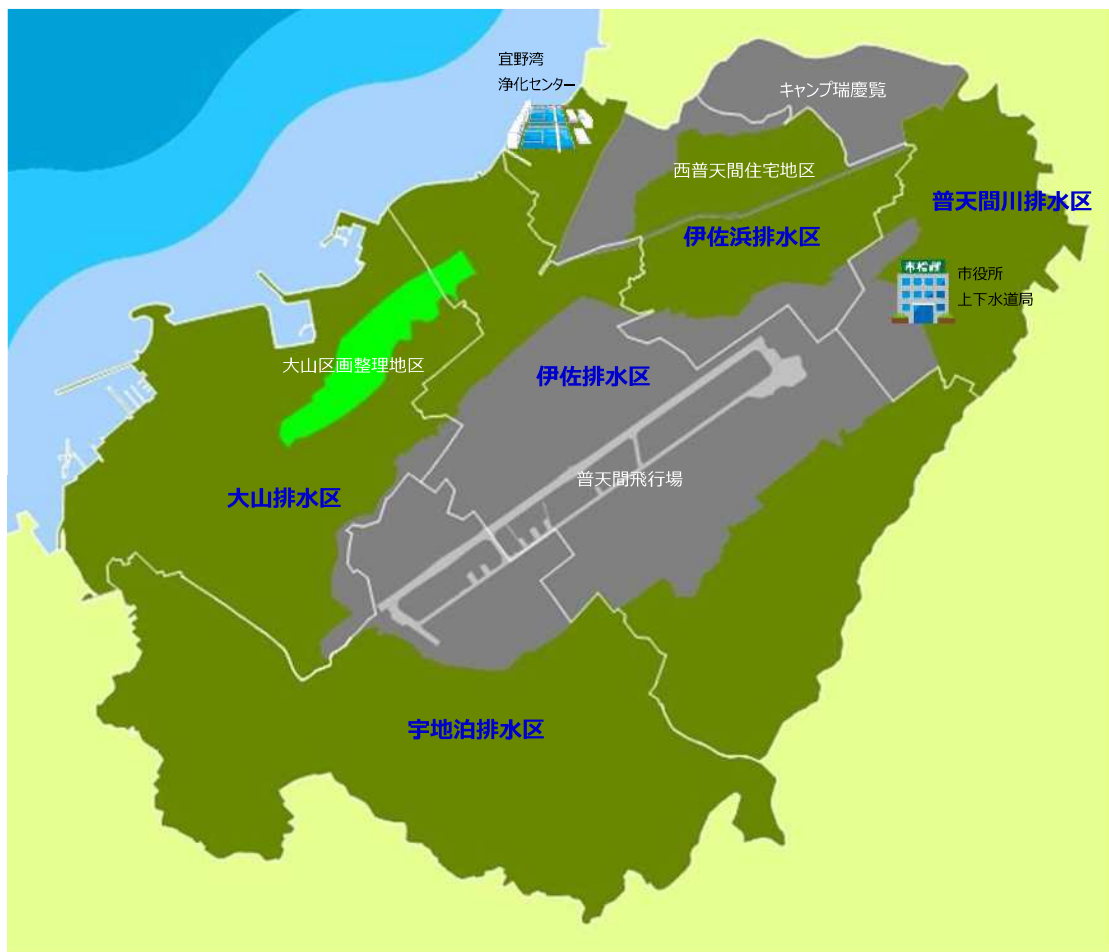 宜野湾
浄化センター
キャンプ瑞慶覧
西普天間住宅地区
普天間川排水区
伊佐浜排水区
市役所
市役所
上下水道局
大山区画整理地区
伊佐排水区
普天間飛行場
大山排水区
宇地泊排水区